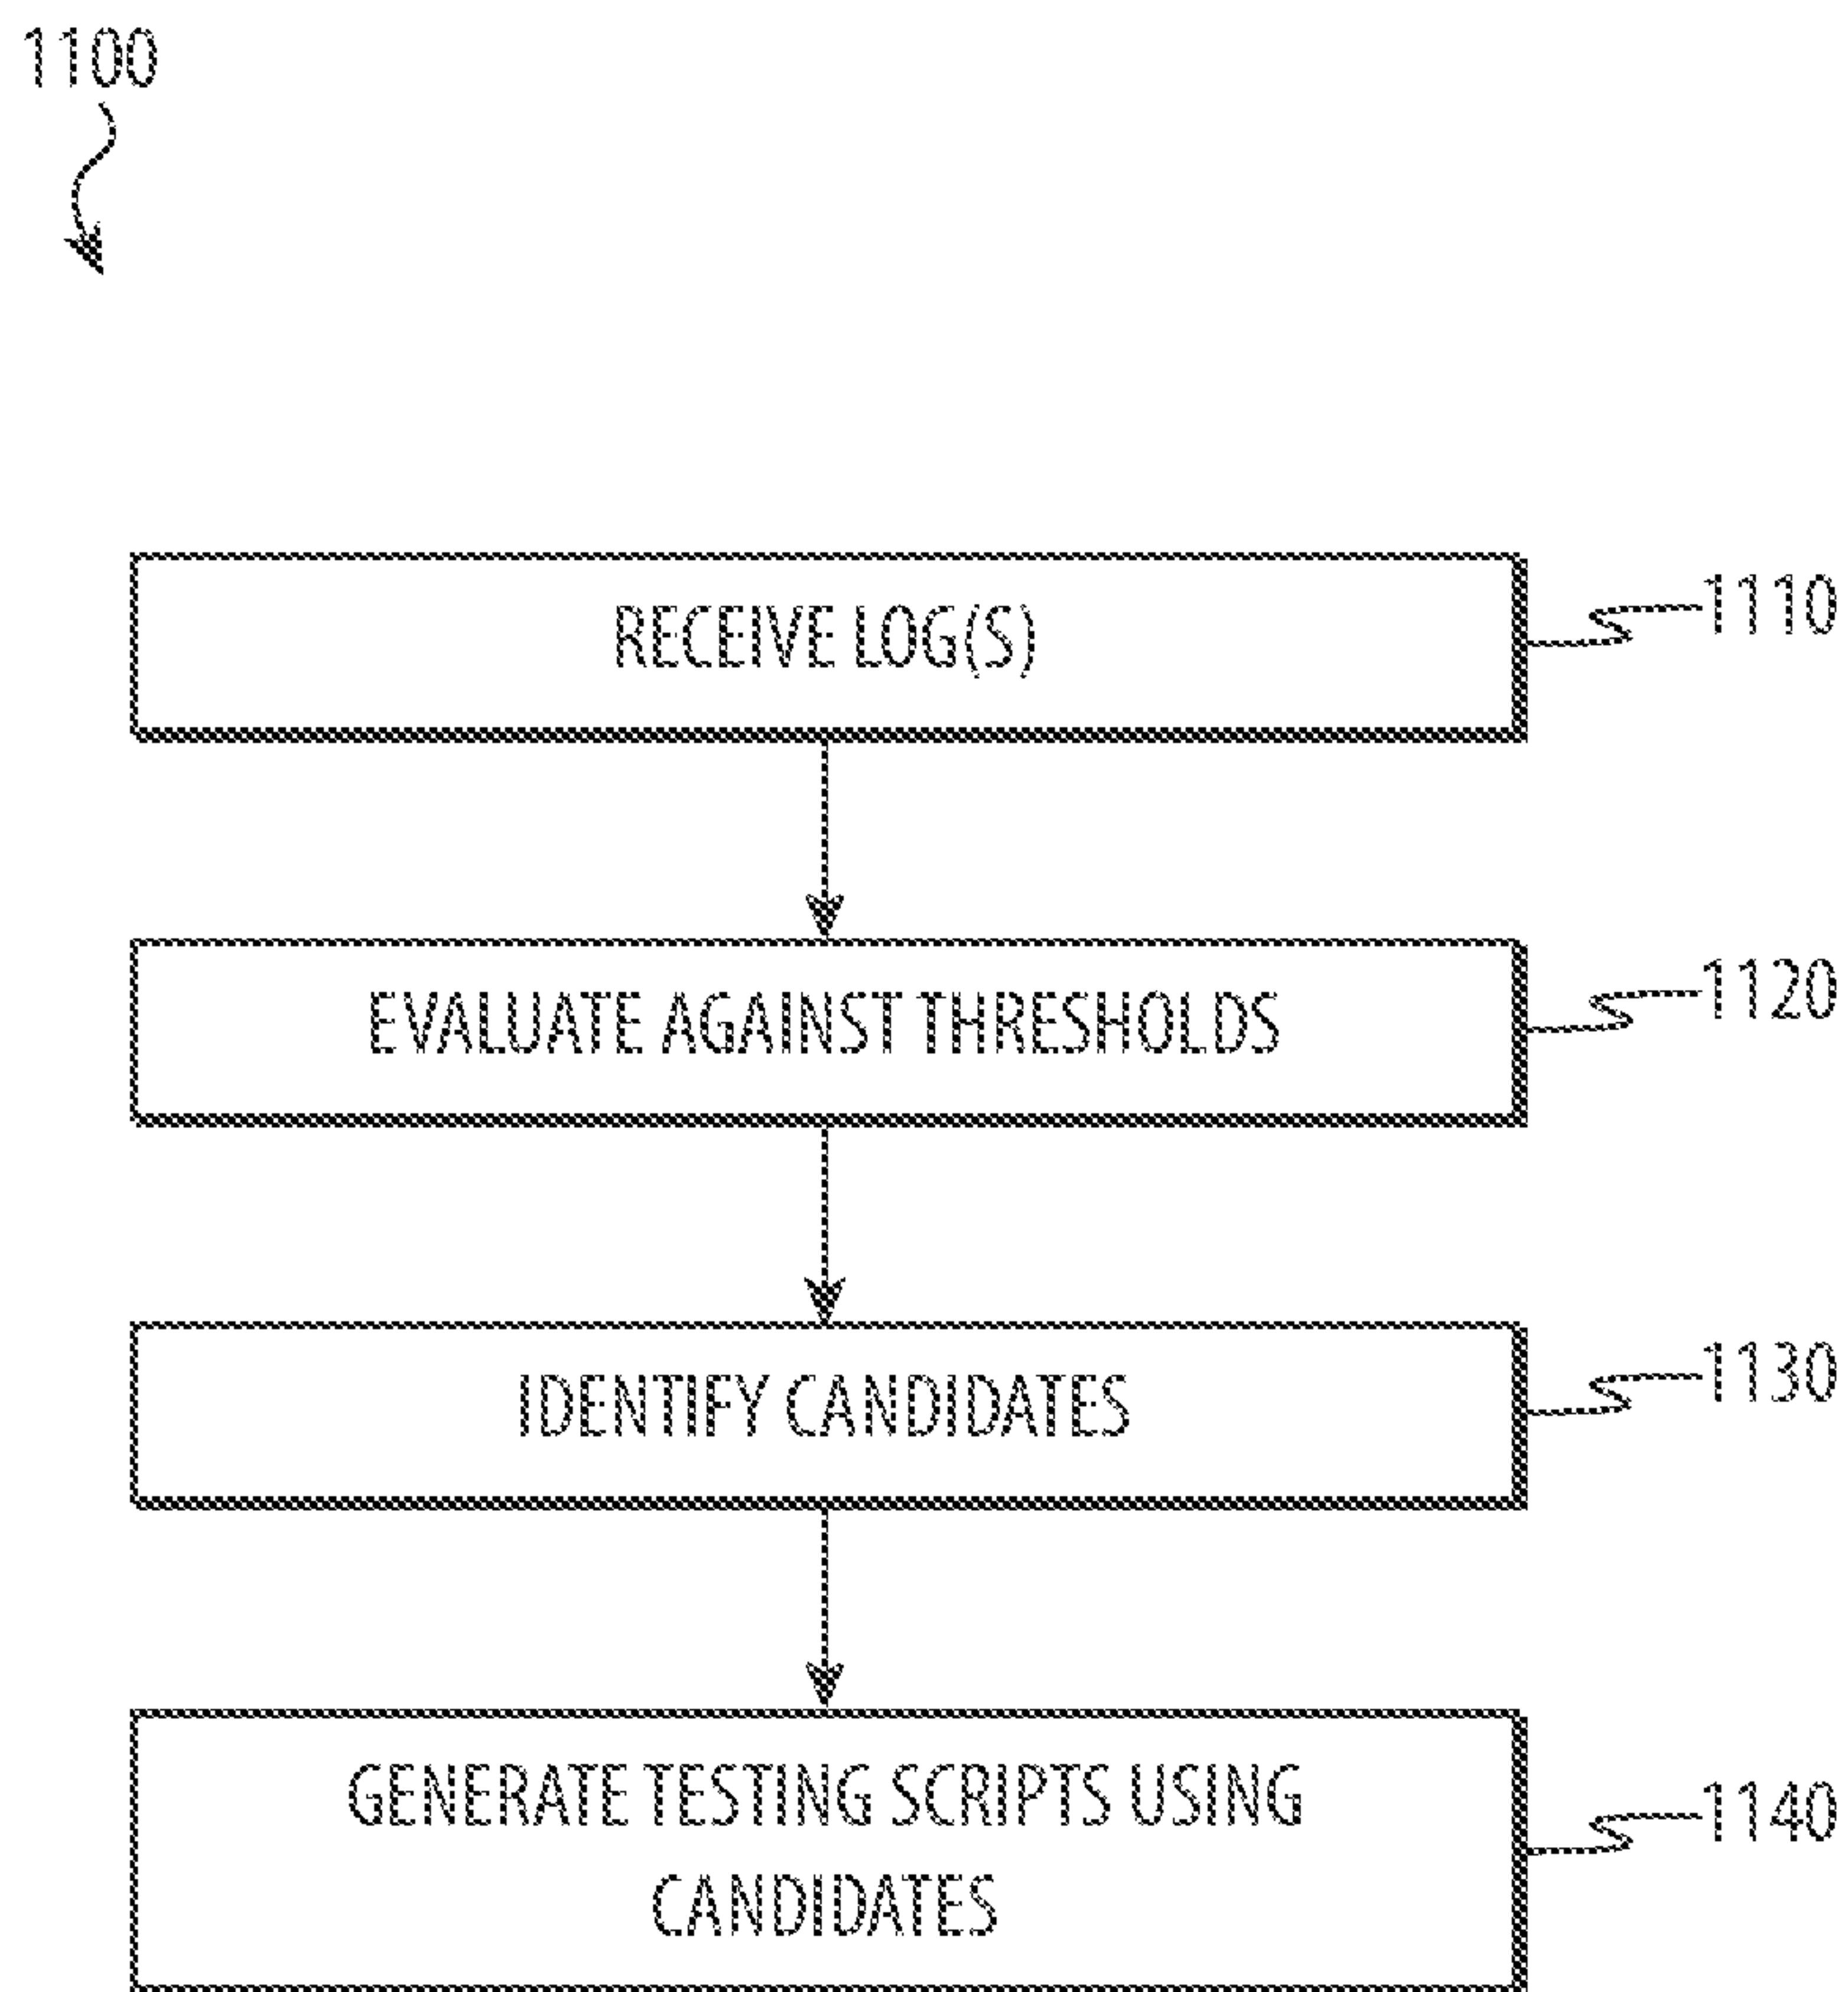 1100
RECEIVE LOG(S)
1110
EVALUATE AGAINST THRESHOLDS
1120
IDENTIFY CANDIDATES
1130
GENERATE TESTING SCRIPTS USING
CANDIDATES
1140